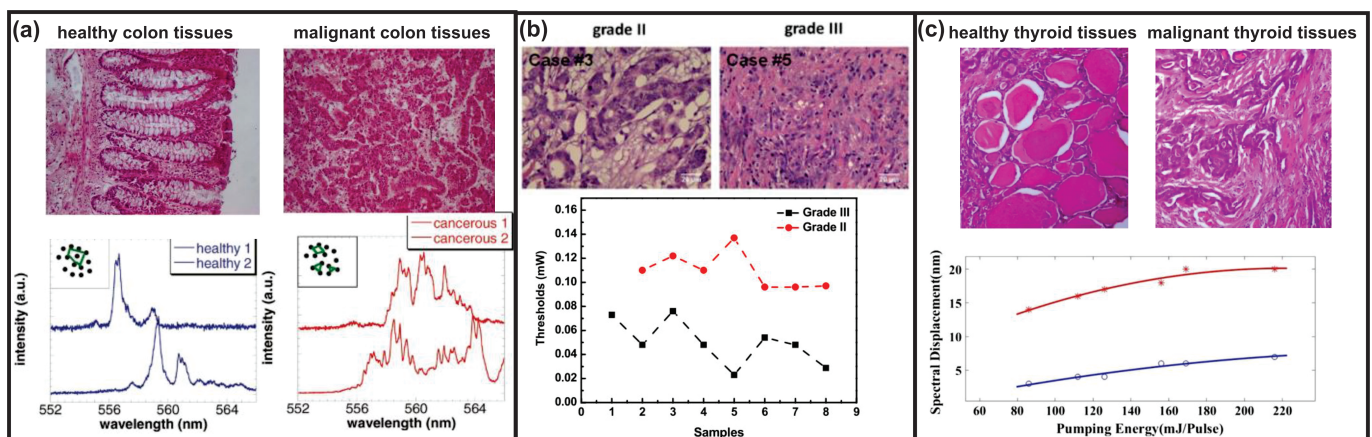 (a)
healthy colon tissues
malignant colon tissues
healthy 1
healthy 2
cancerous 1
cancerous 2
intensity (a.u.)
intensity (a.u.)
552 556 560 564
wavelength (nm)
552 556 560 564
wavelength (nm)
(b)
grade II
grade III
Case #3
Case #5
Grade III
Grade II
Thresholds (mW)
0.16
0.14
0.12
0.10
0.08
0.06
0.04
0.02
0.00
0 1 2 3 4 5 6 7 8 9
Samples
(c)
healthy thyroid tissues
malignant thyroid tissues
Spectral Displacement(nm)
20
15
10
5
60 80 100 120 140 160 180 200 220
Pumping Energy(mJ/Pulse)